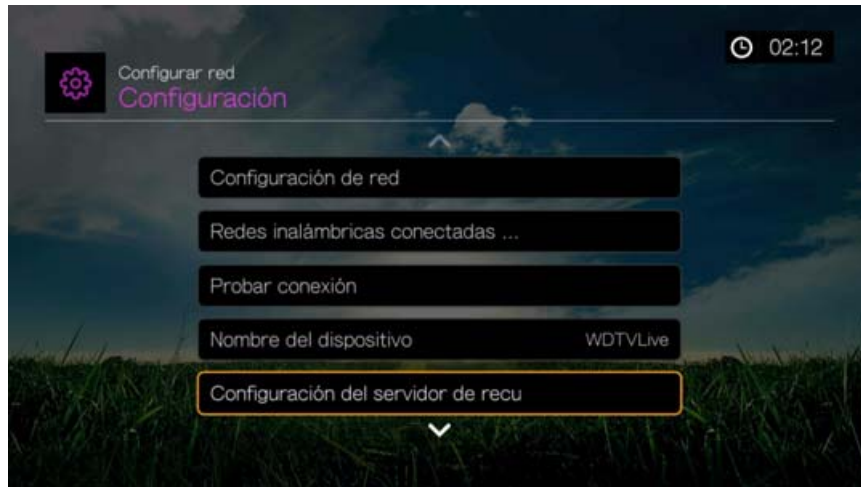 02:12
Configurar red
Configuración
Configuración de red
Redes inalámbricas conectadas ...
Probar conexión
Nombre del dispositivo WDTVLive
Configuración del servidor de recu